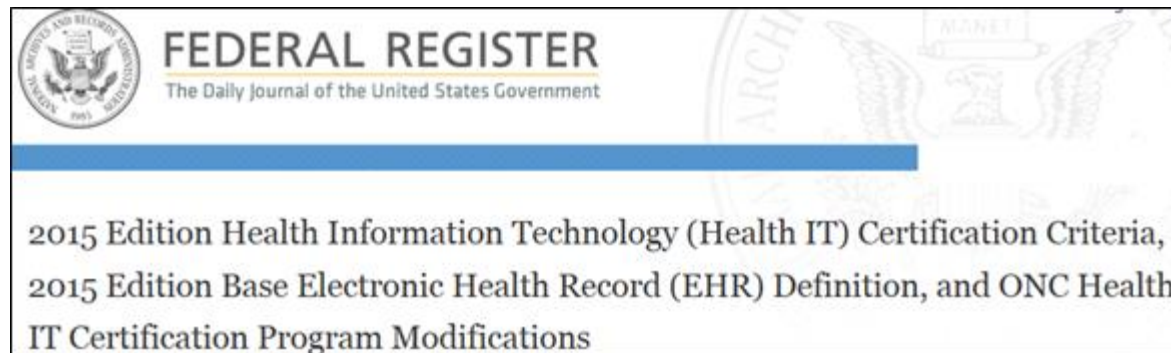 FEDERAL REGISTER
The Daily Journal of the United States Government
2015 Edition Health Information Technology (Health IT) Certification Criteria,
2015 Edition Base Electronic Health Record (EHR) Definition, and ONC Health
IT Certification Program Modifications